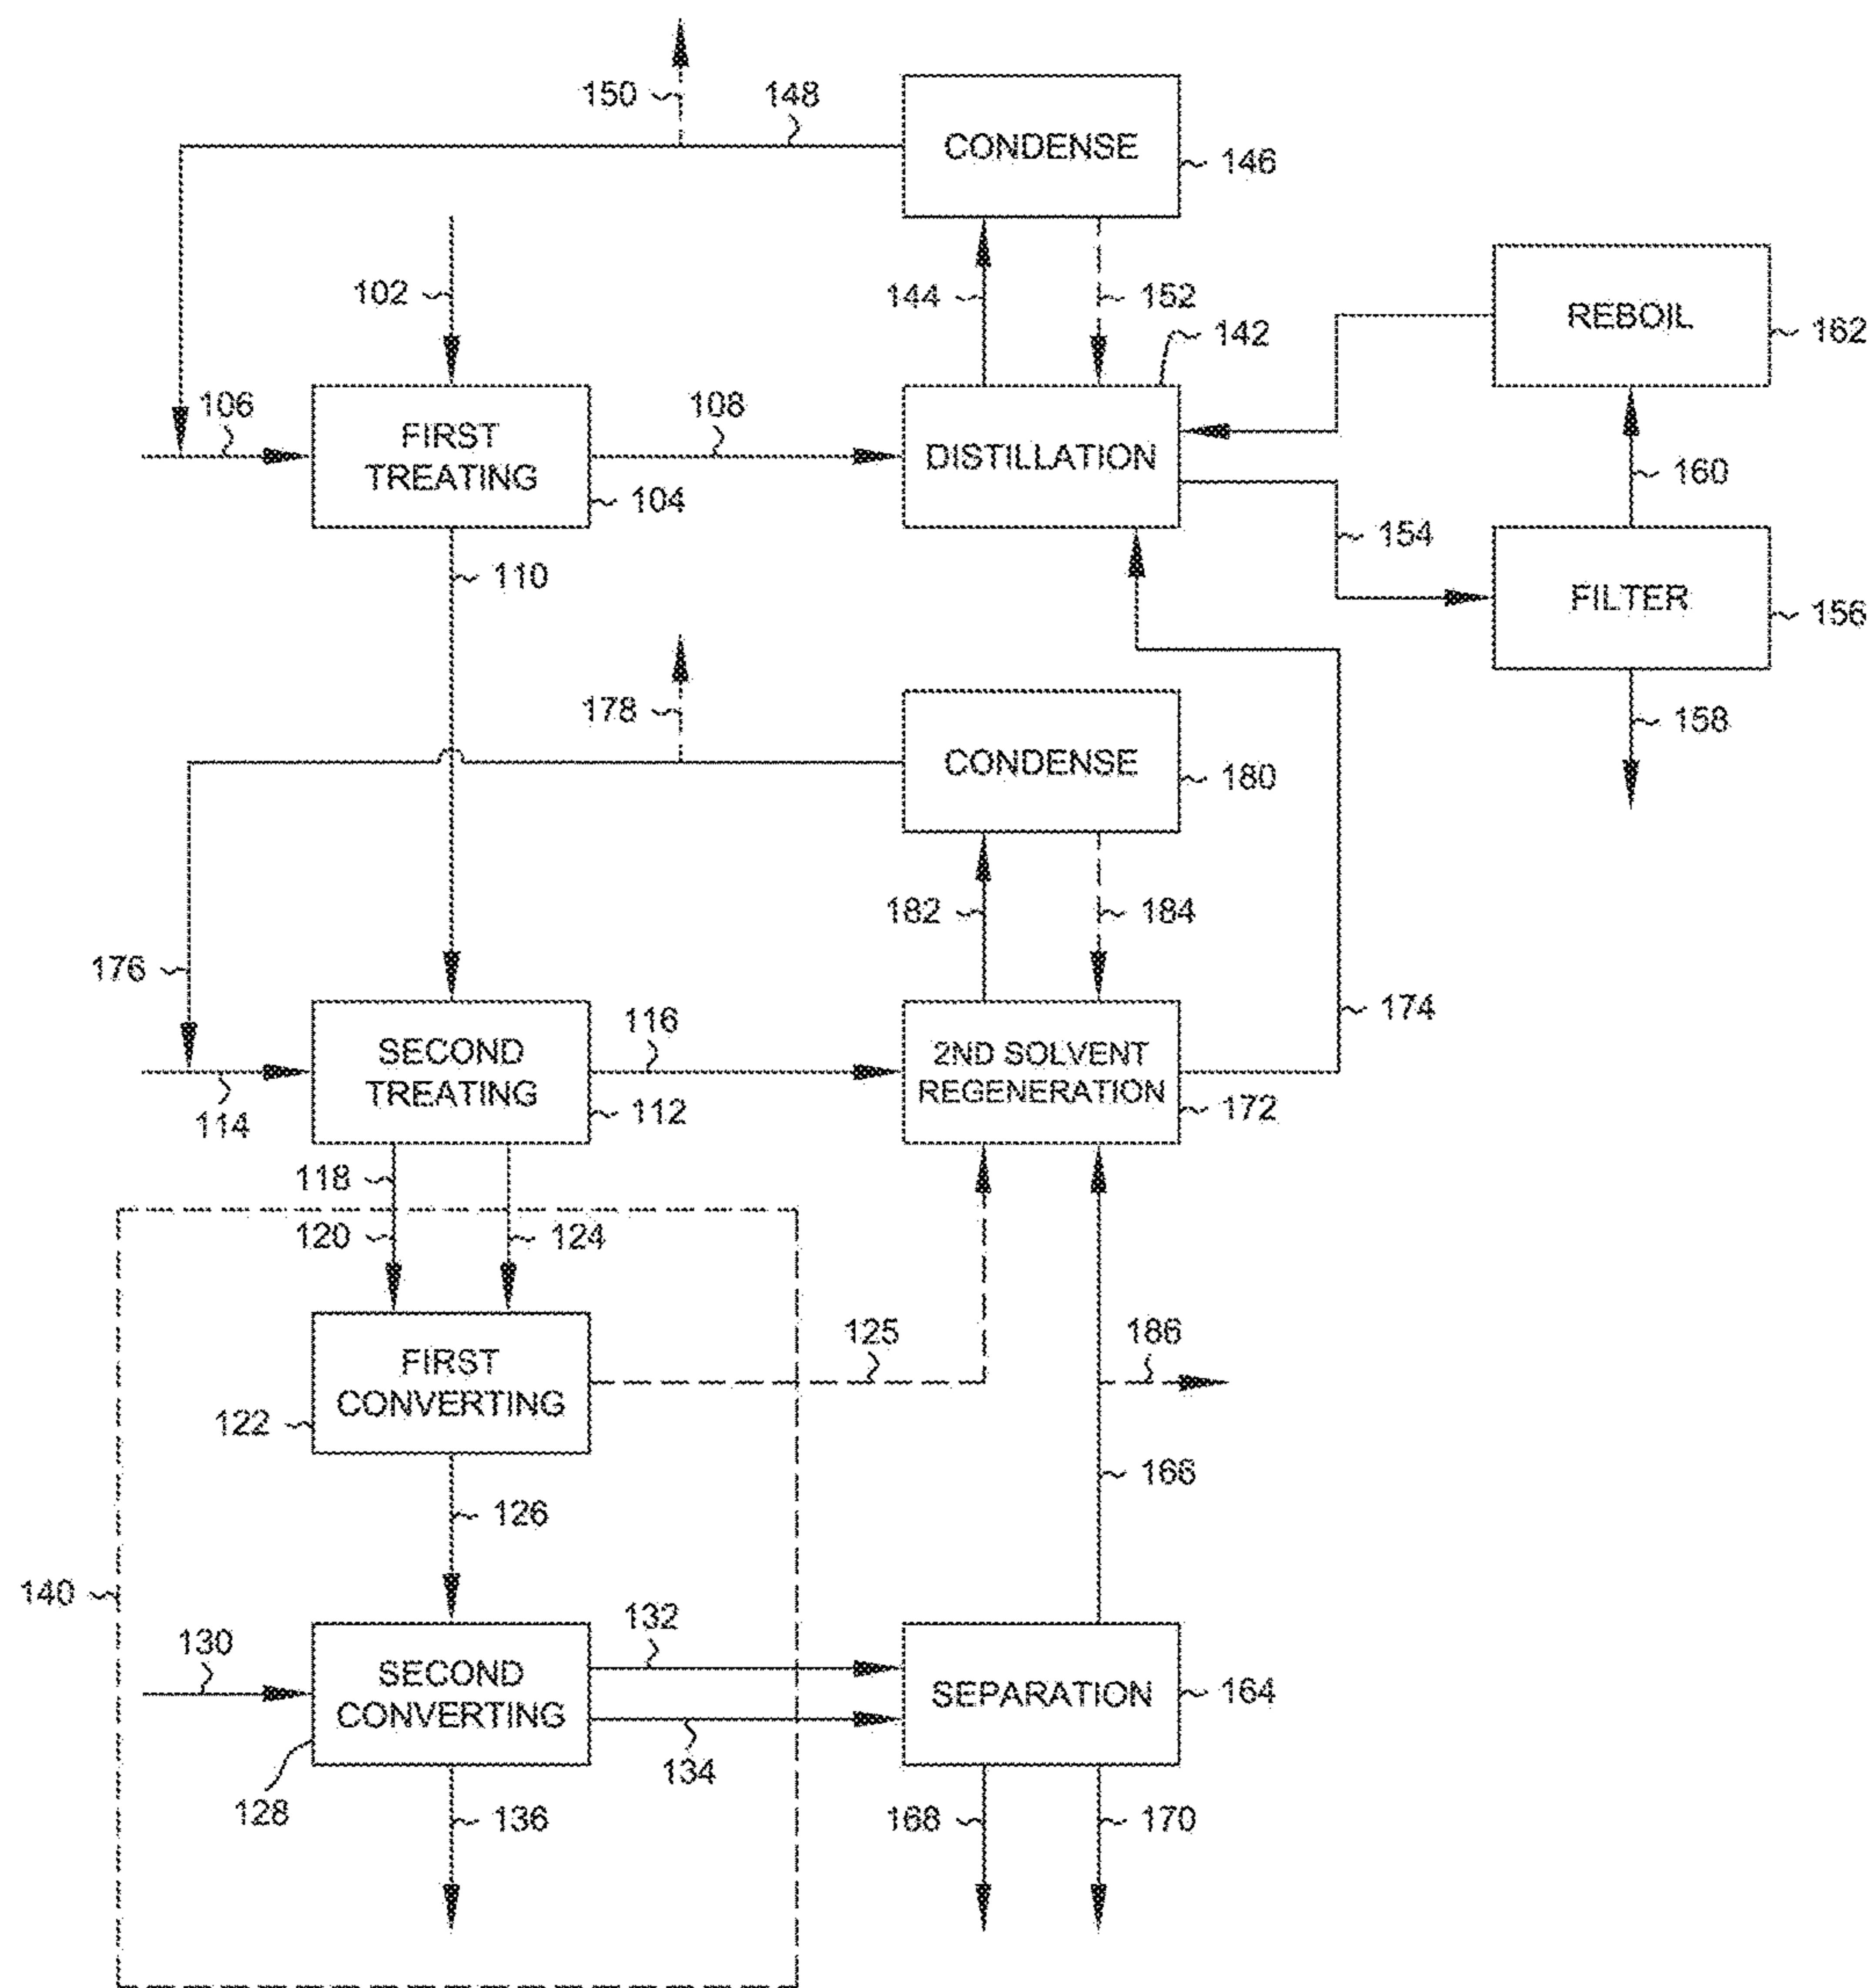 150
148
CONDENSE
146
102
144
152
142
REBOIL
162
106
108
FIRST
TREATING
104
DISTILLATION
160
154
110
FILTER
156
178
158
CONDENSE
180
182
184
176
174
116
SECOND
TREATING
2ND SOLVENT
REGENERATION
114
112
172
118
120
124
125
186
FIRST
CONVERTING
122
166
126
140
132
130
SECOND
CONVERTING
SEPARATION
164
134
128
136
168
170